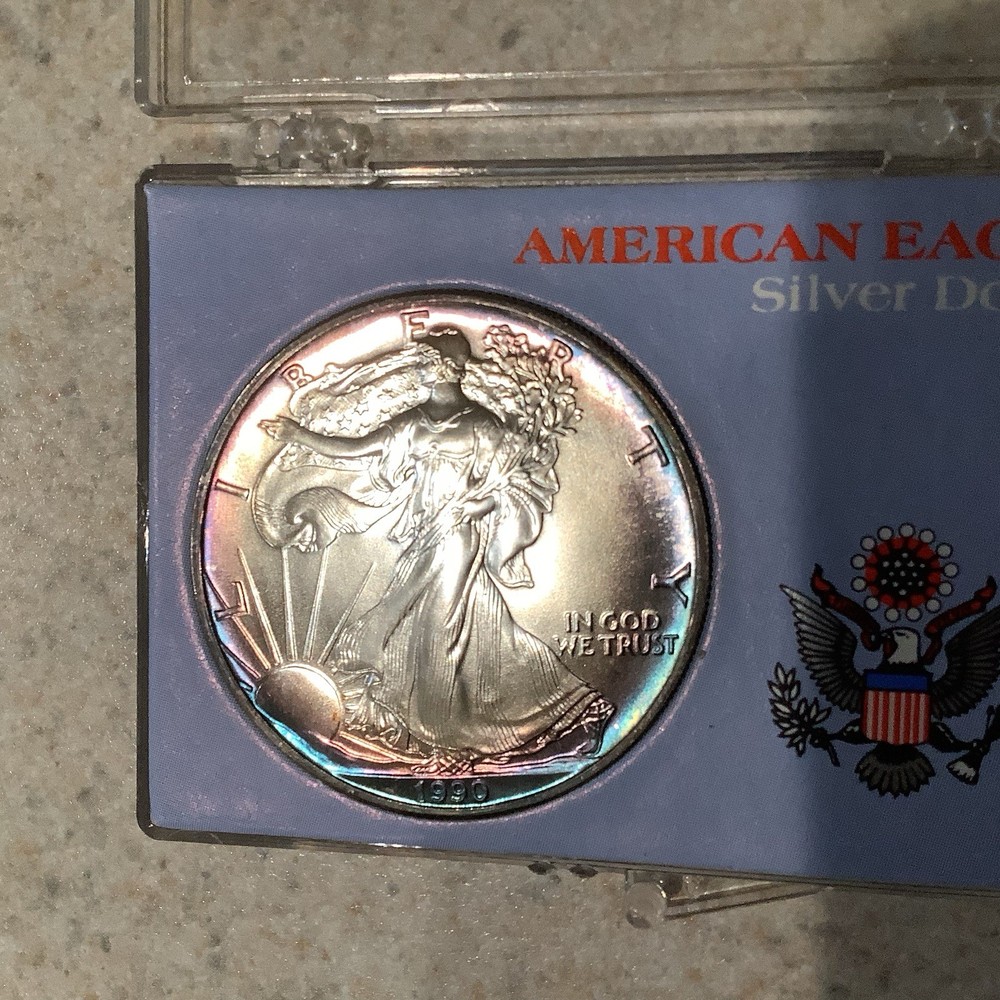 AMERICAN EAG
Silver Do
LIBERTY
IN GOD
WE TRUST
1990